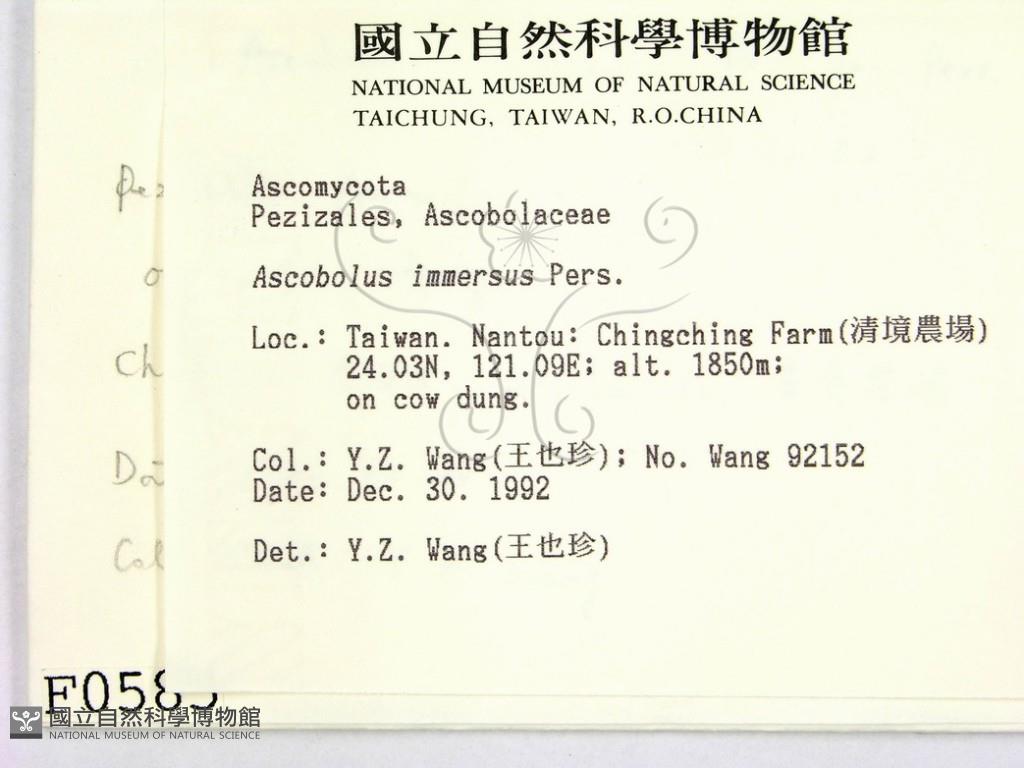 國立自然科學博物館
NATIONAL MUSEUM OF NATURAL SCIENCE
TAICHUNG, TAIWAN, R.O.CHINA
Ascomycota
Pezizales, Ascobolaceae
Ascobolus immersus Pers.
Loc.: Taiwan. Nantou: Chingching Farm(清境農場)
24.03N, 121.09E; alt. 1850m;
on cow dung.
Col.: Y.Z. Wang(王也珍); No. Wang 92152
Date: Dec. 30. 1992
Det.: Y.Z. Wang(王也珍)
Ch
Col
F058
國立自然科學博物館
NATIONAL MUSEUM OF NATURAL SCIENCE